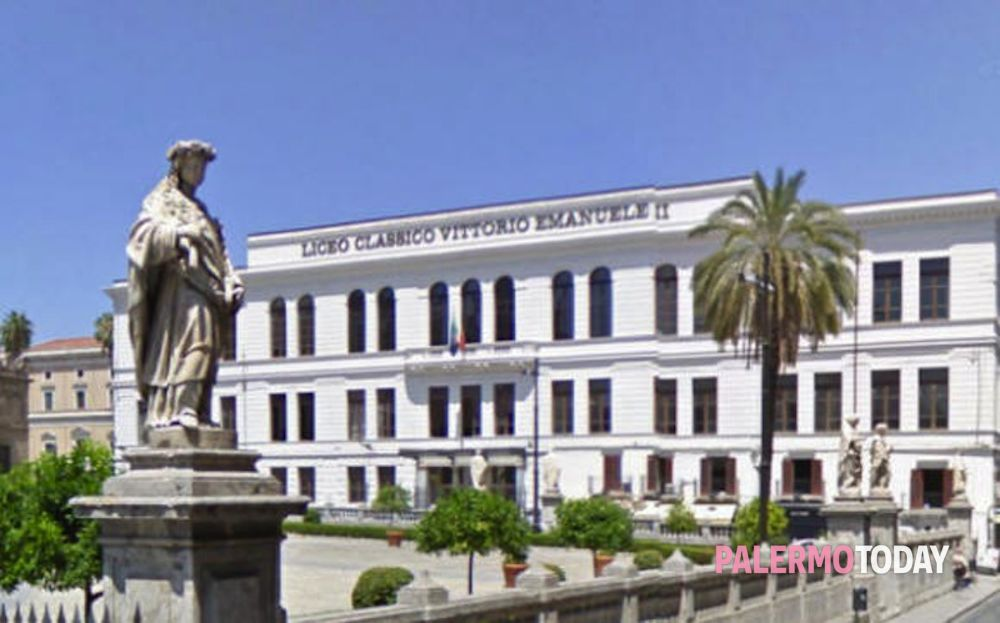 LICEO CLASSICO VITTORIO EMANUELE II
PALERMOTODAY